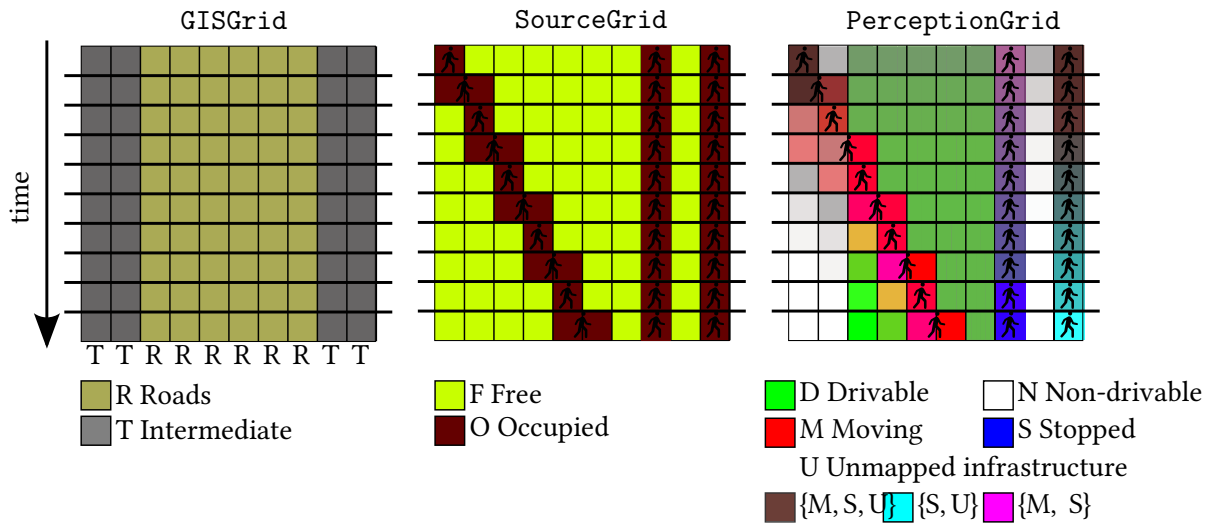 GISGrid
SourceGrid
PerceptionGrid
time
T T R R R R R R T T
R Roads
T Intermediate
F Free
O Occupied
D Drivable
N Non-drivable
M Moving
S Stopped
U Unmapped infrastructure
{M, S, U}
{S, U}
{M, S}